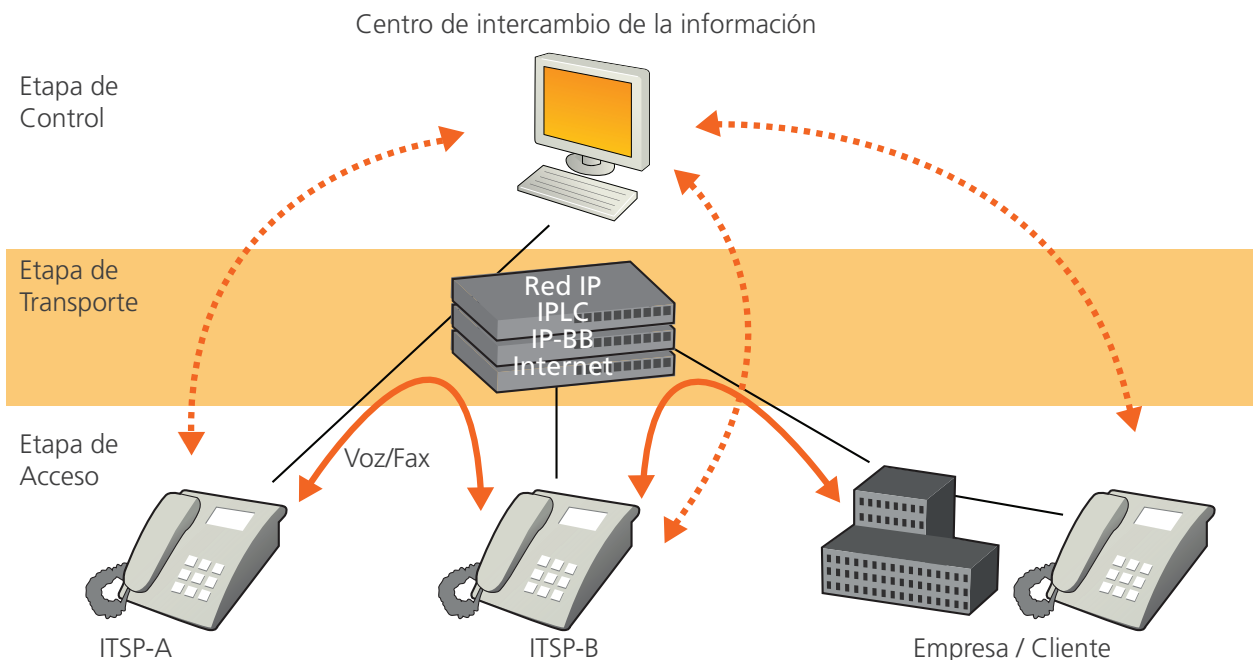 Centro de intercambio de la información
Etapa de
Control
Etapa de
Transporte
Red IP
IPLC
IP-BB
Internet
Etapa de
Acceso
Voz/Fax
ITSP-A
ITSP-B
Empresa / Cliente